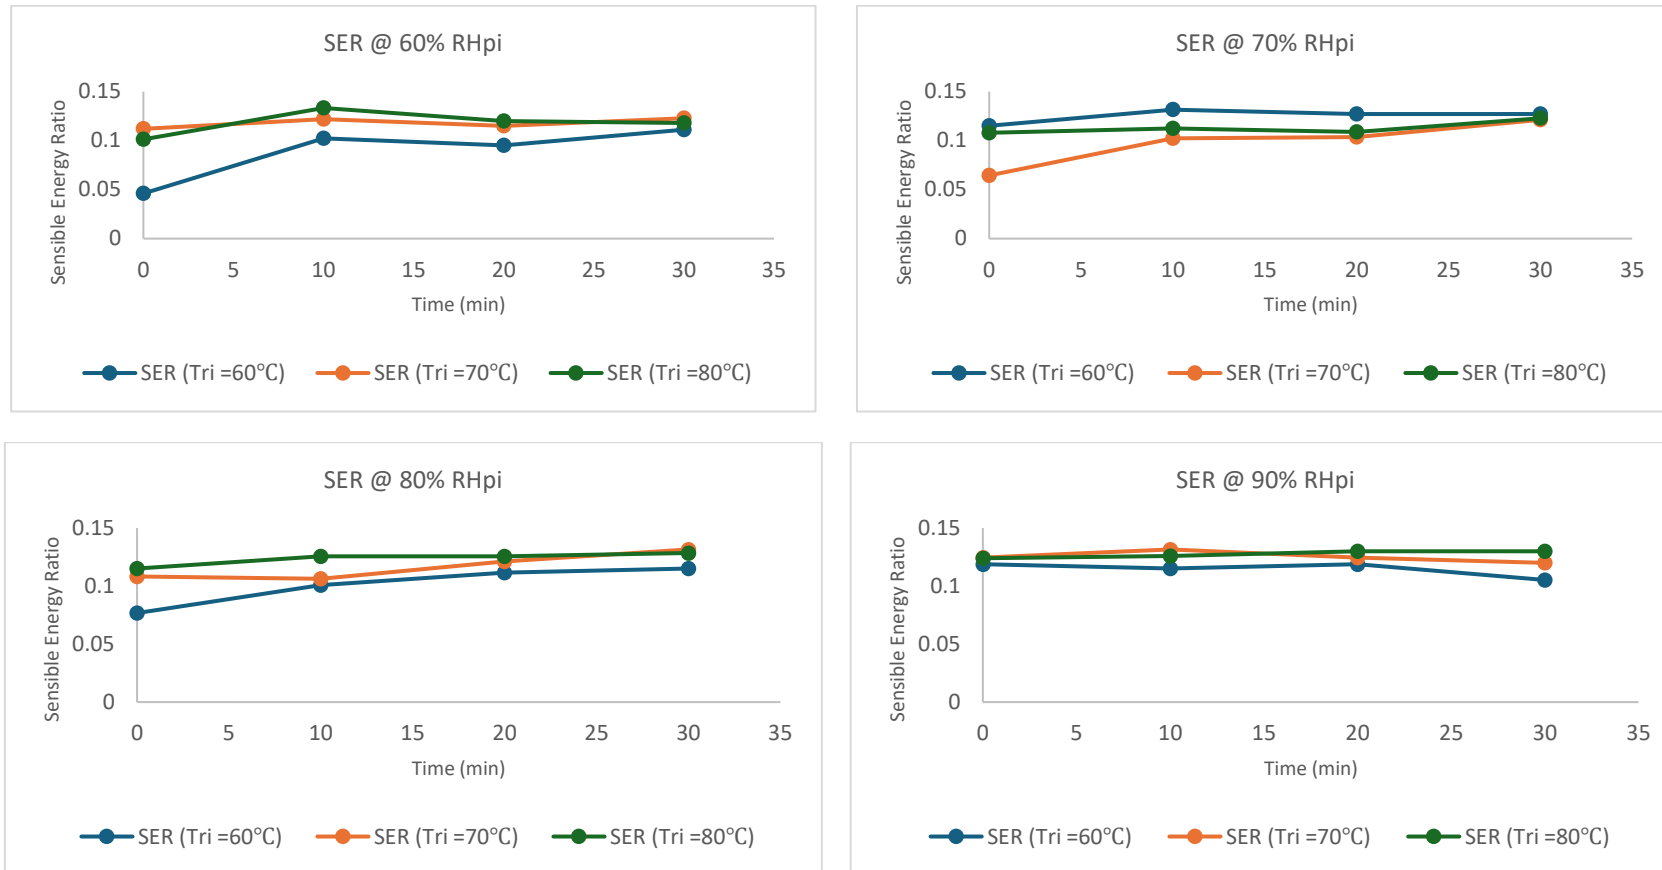 SER @ 60% RHpi
Sensible Energy Ratio
0.15
0.1
0.05
0
0 5 10 15 20 25 30 35
Time (min)
SER (Tri =60℃) SER (Tri =70℃) SER (Tri =80℃)
SER @ 70% RHpi
Sensible Energy Ratio
0.15
0.1
0.05
0
0 5 10 15 20 25 30 35
Time (min)
SER (Tri =60℃) SER (Tri =70℃) SER (Tri =80℃)
SER @ 80% RHpi
Sensible Energy Ratio
0.15
0.1
0.05
0
0 5 10 15 20 25 30 35
Time (min)
SER (Tri =60℃) SER (Tri =70℃) SER (Tri =80℃)
SER @ 90% RHpi
Sensible Energy Ratio
0.15
0.1
0.05
0
0 5 10 15 20 25 30 35
Time (min)
SER (Tri =60℃) SER (Tri =70℃) SER (Tri =80℃)